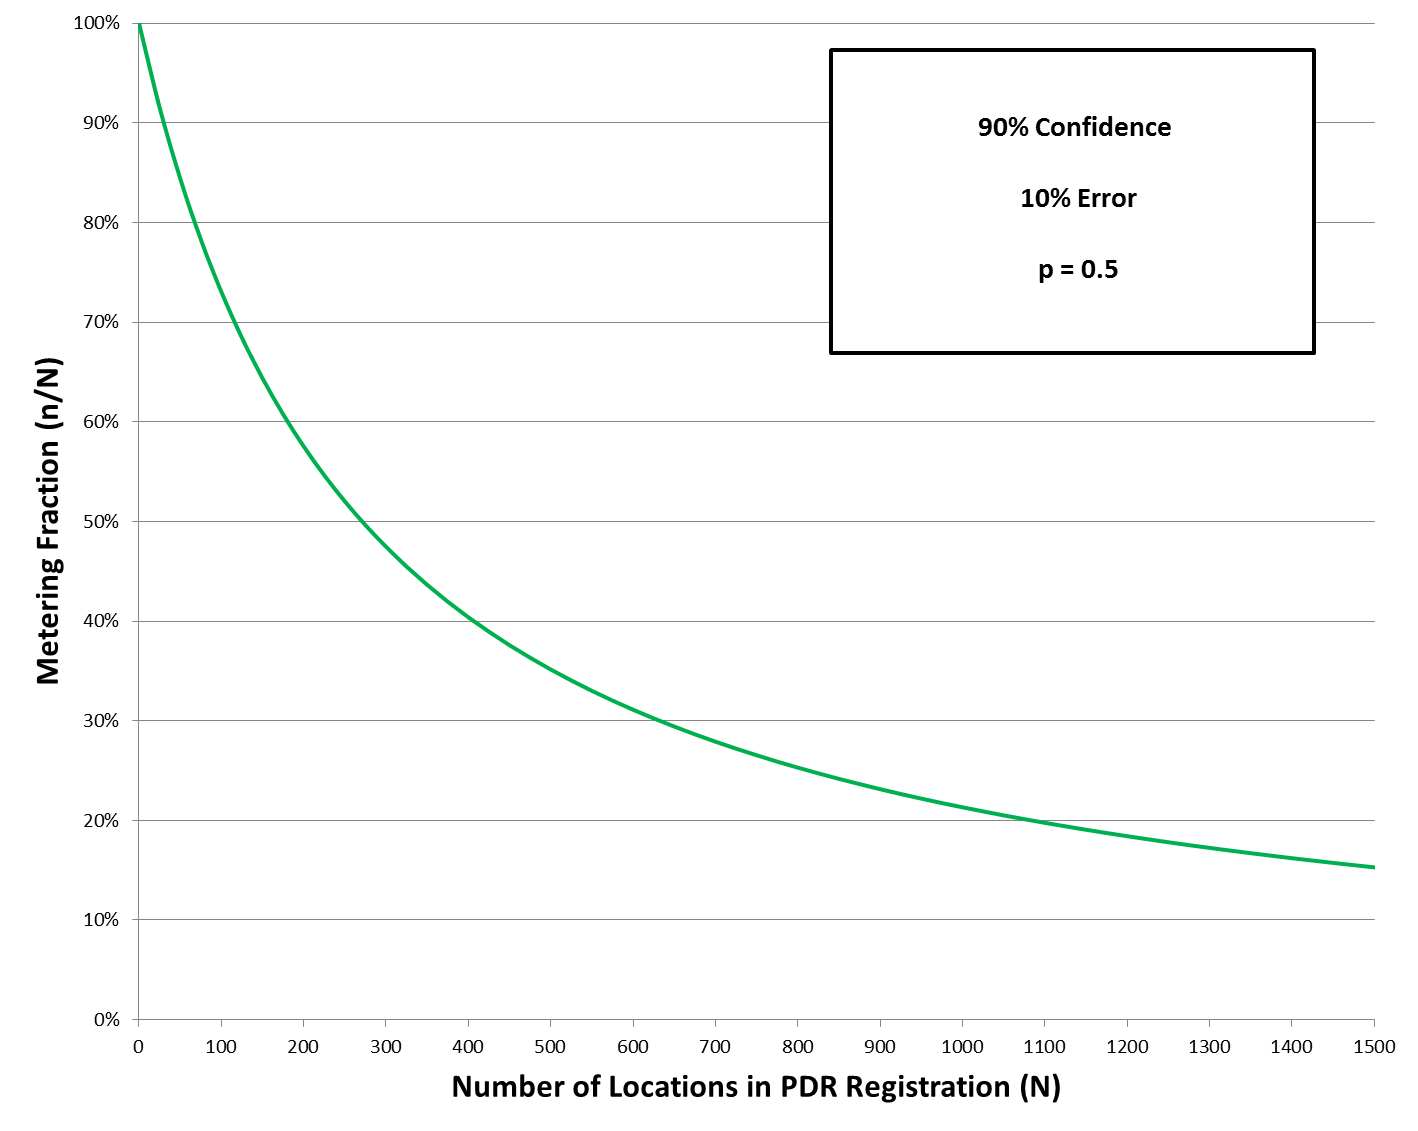 100%
90%
80%
70%
60%
50%
40%
30%
20%
10%
0%
Metering Fraction (n/N)
90% Confidence
10% Error
p = 0.5
0 100 200 300 400 500 600 700 800 900 1000 1100 1200 1300 1400 1500
Number of Locations in PDR Registration (N)